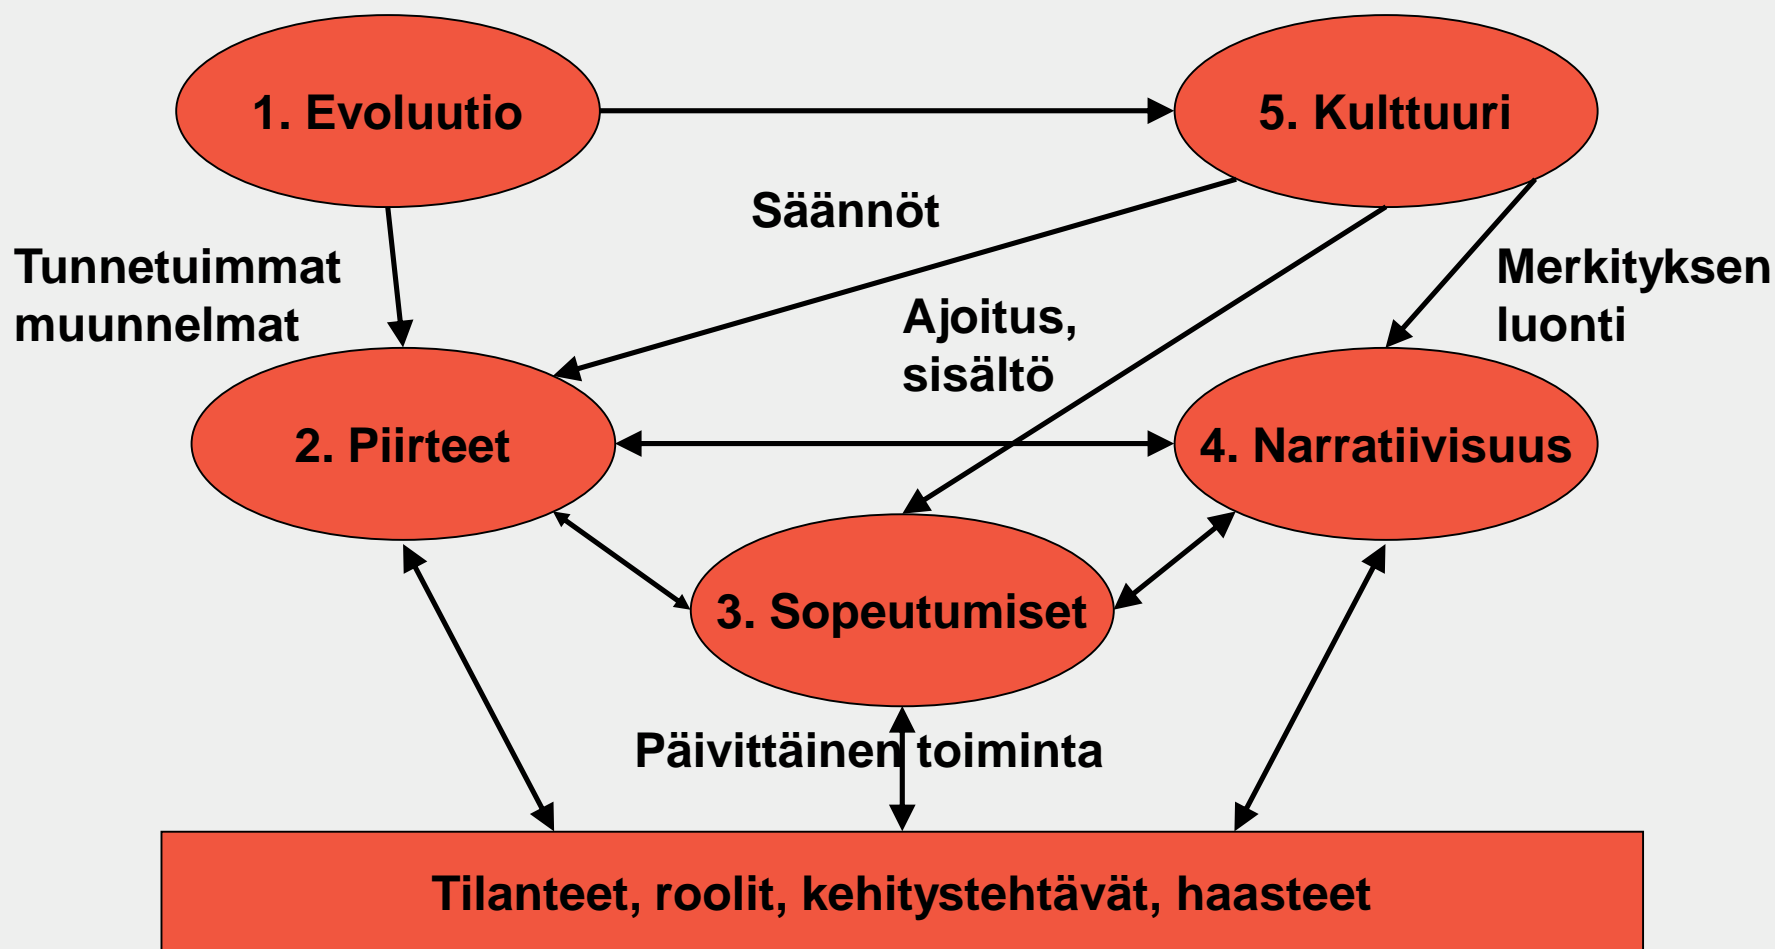 1. Evoluutio
5. Kulttuuri
Säännöt
Tunnetuimmat
muunnelmat
Merkityksen
luonti
Ajoitus,
sisältö
2. Piirteet
4. Narratiivisuus
3. Sopeutumiset
Päivittäinen toiminta
Tilanteet, roolit, kehitystehtävät, haasteet